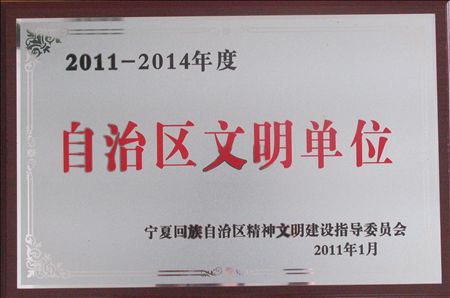 2011-2014年度
自治区文明单位
宁夏回族自治区精神文明建设指导委员会
2011年1月